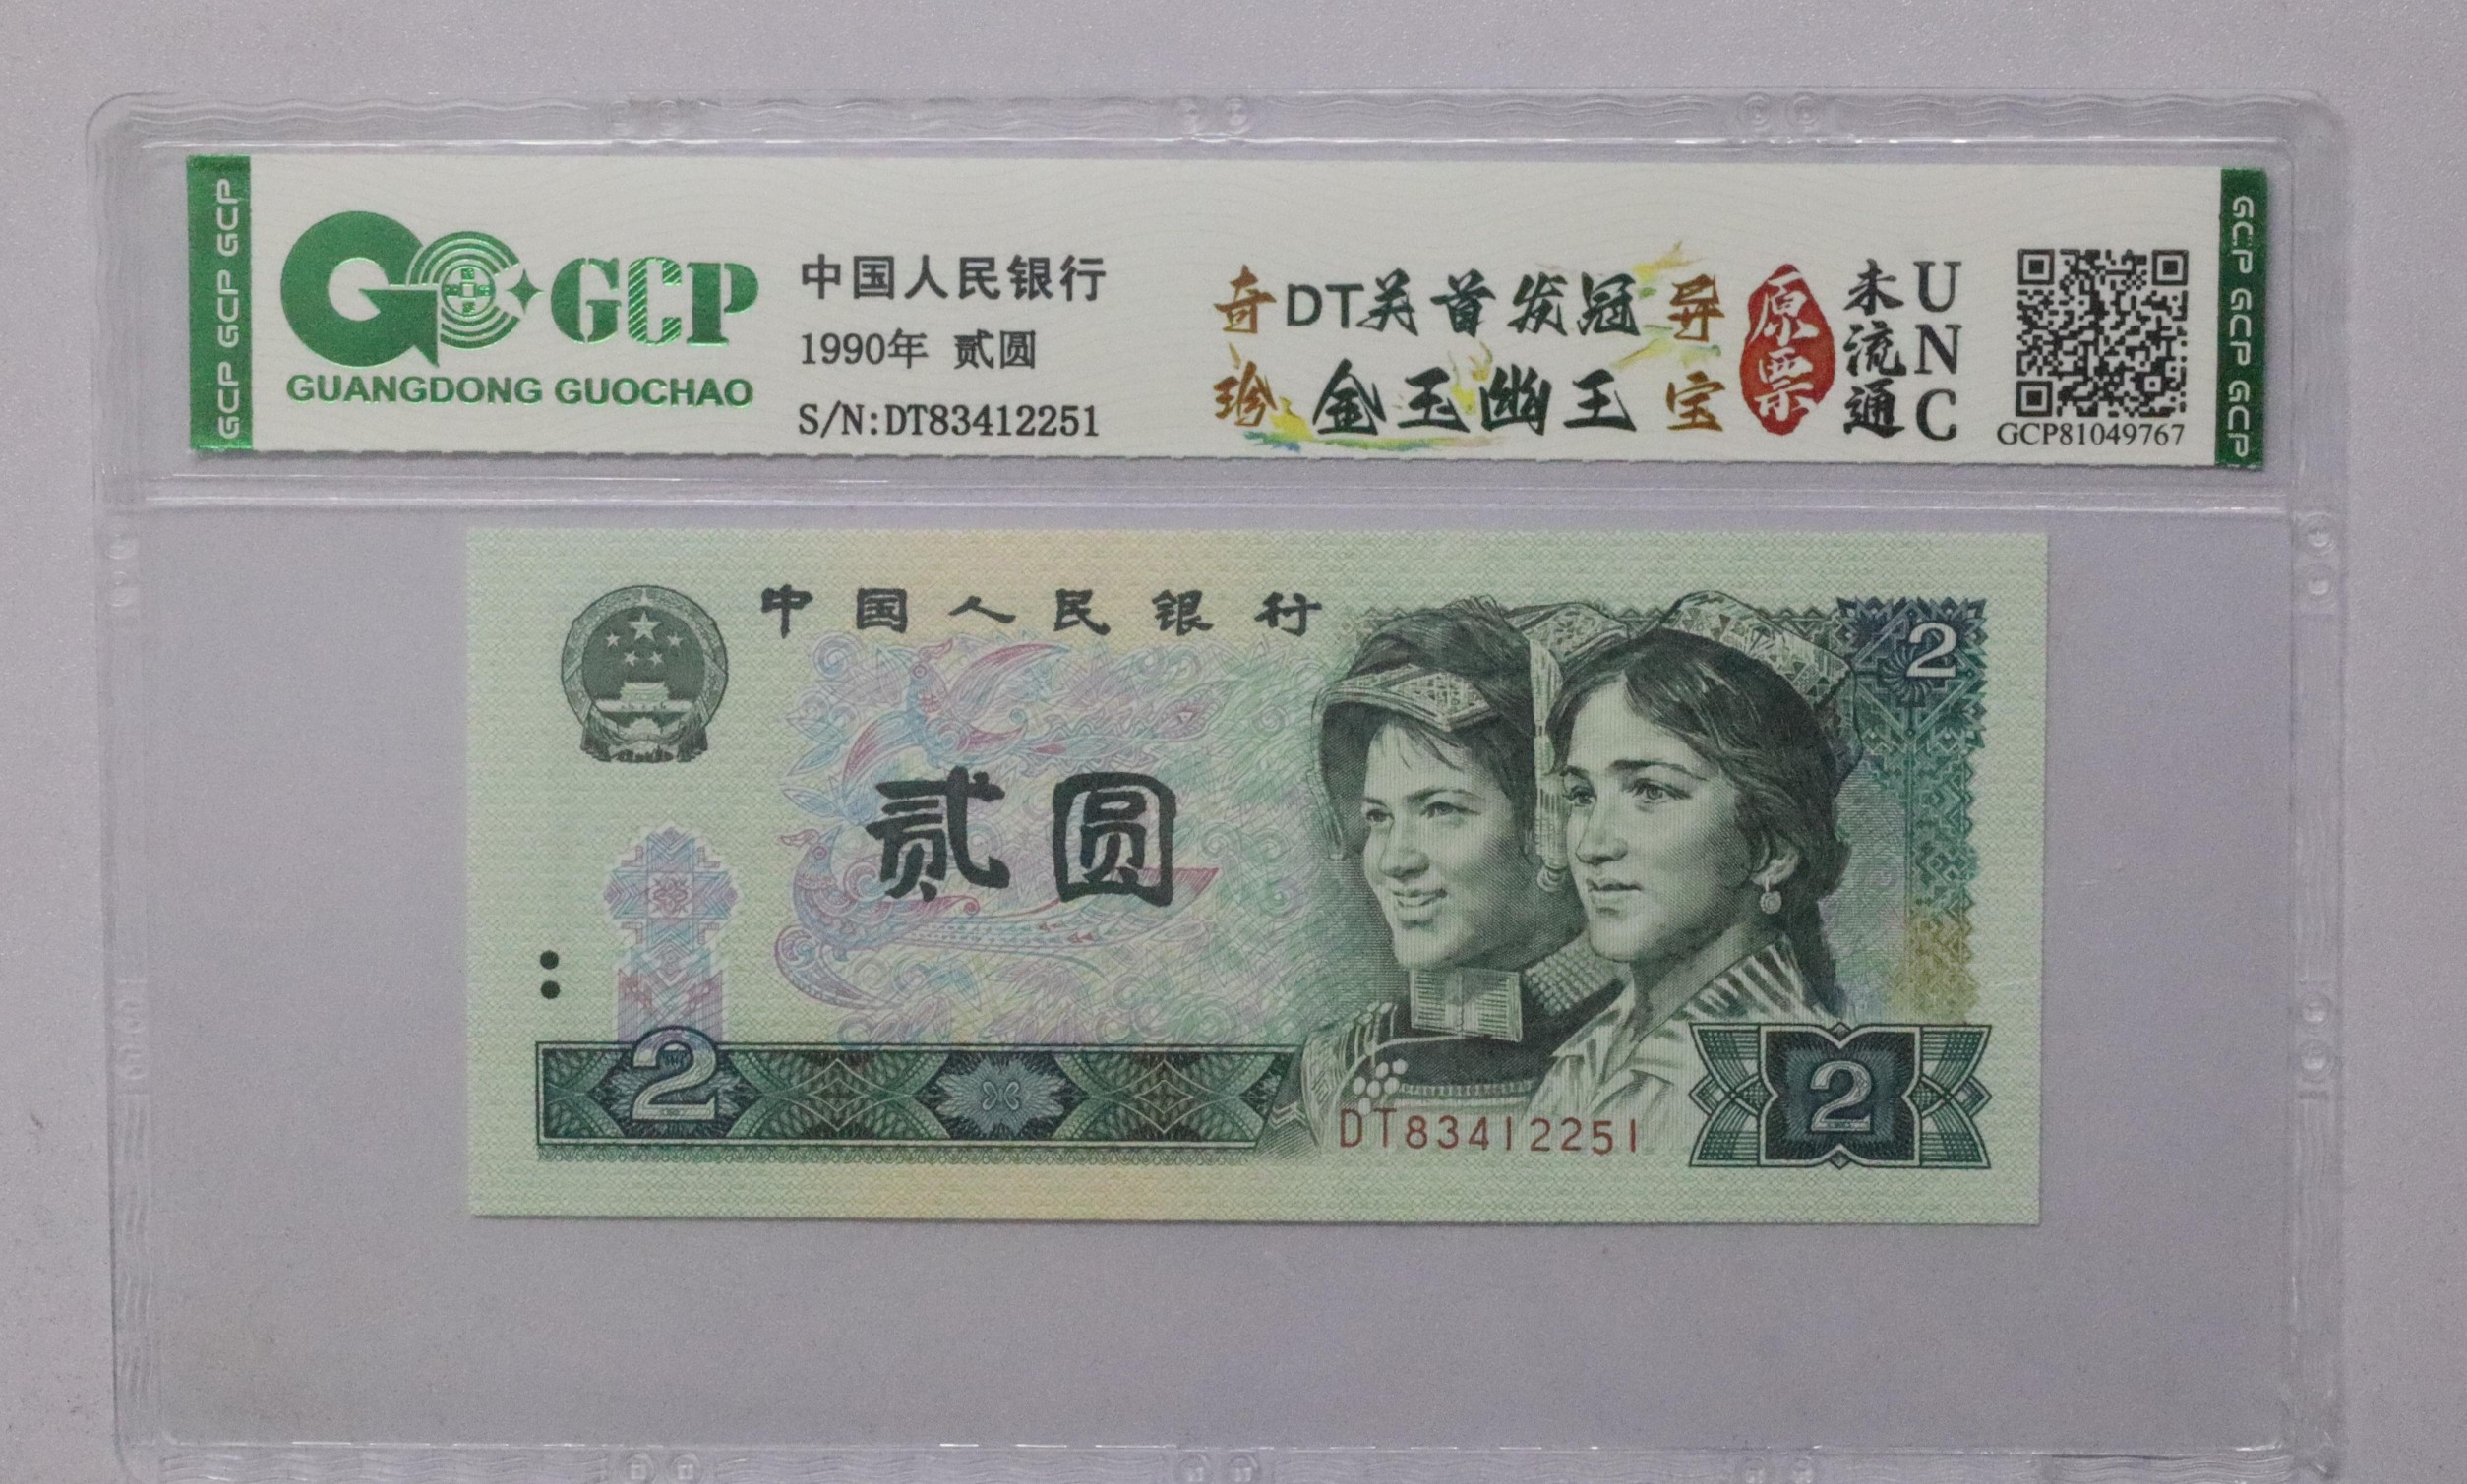 GCP GCP GCP
GCP
GUANGDONG GUOCHAO
中国人民银行
1990年 贰圆
S/N:DT83412251
奇DT关首发冠异
珍金玉幽王宝
原票
未流通
UNC
GCP81049767
GCP GCP GCP
中国人民银行
2
贰圆
2
DT83412251
2